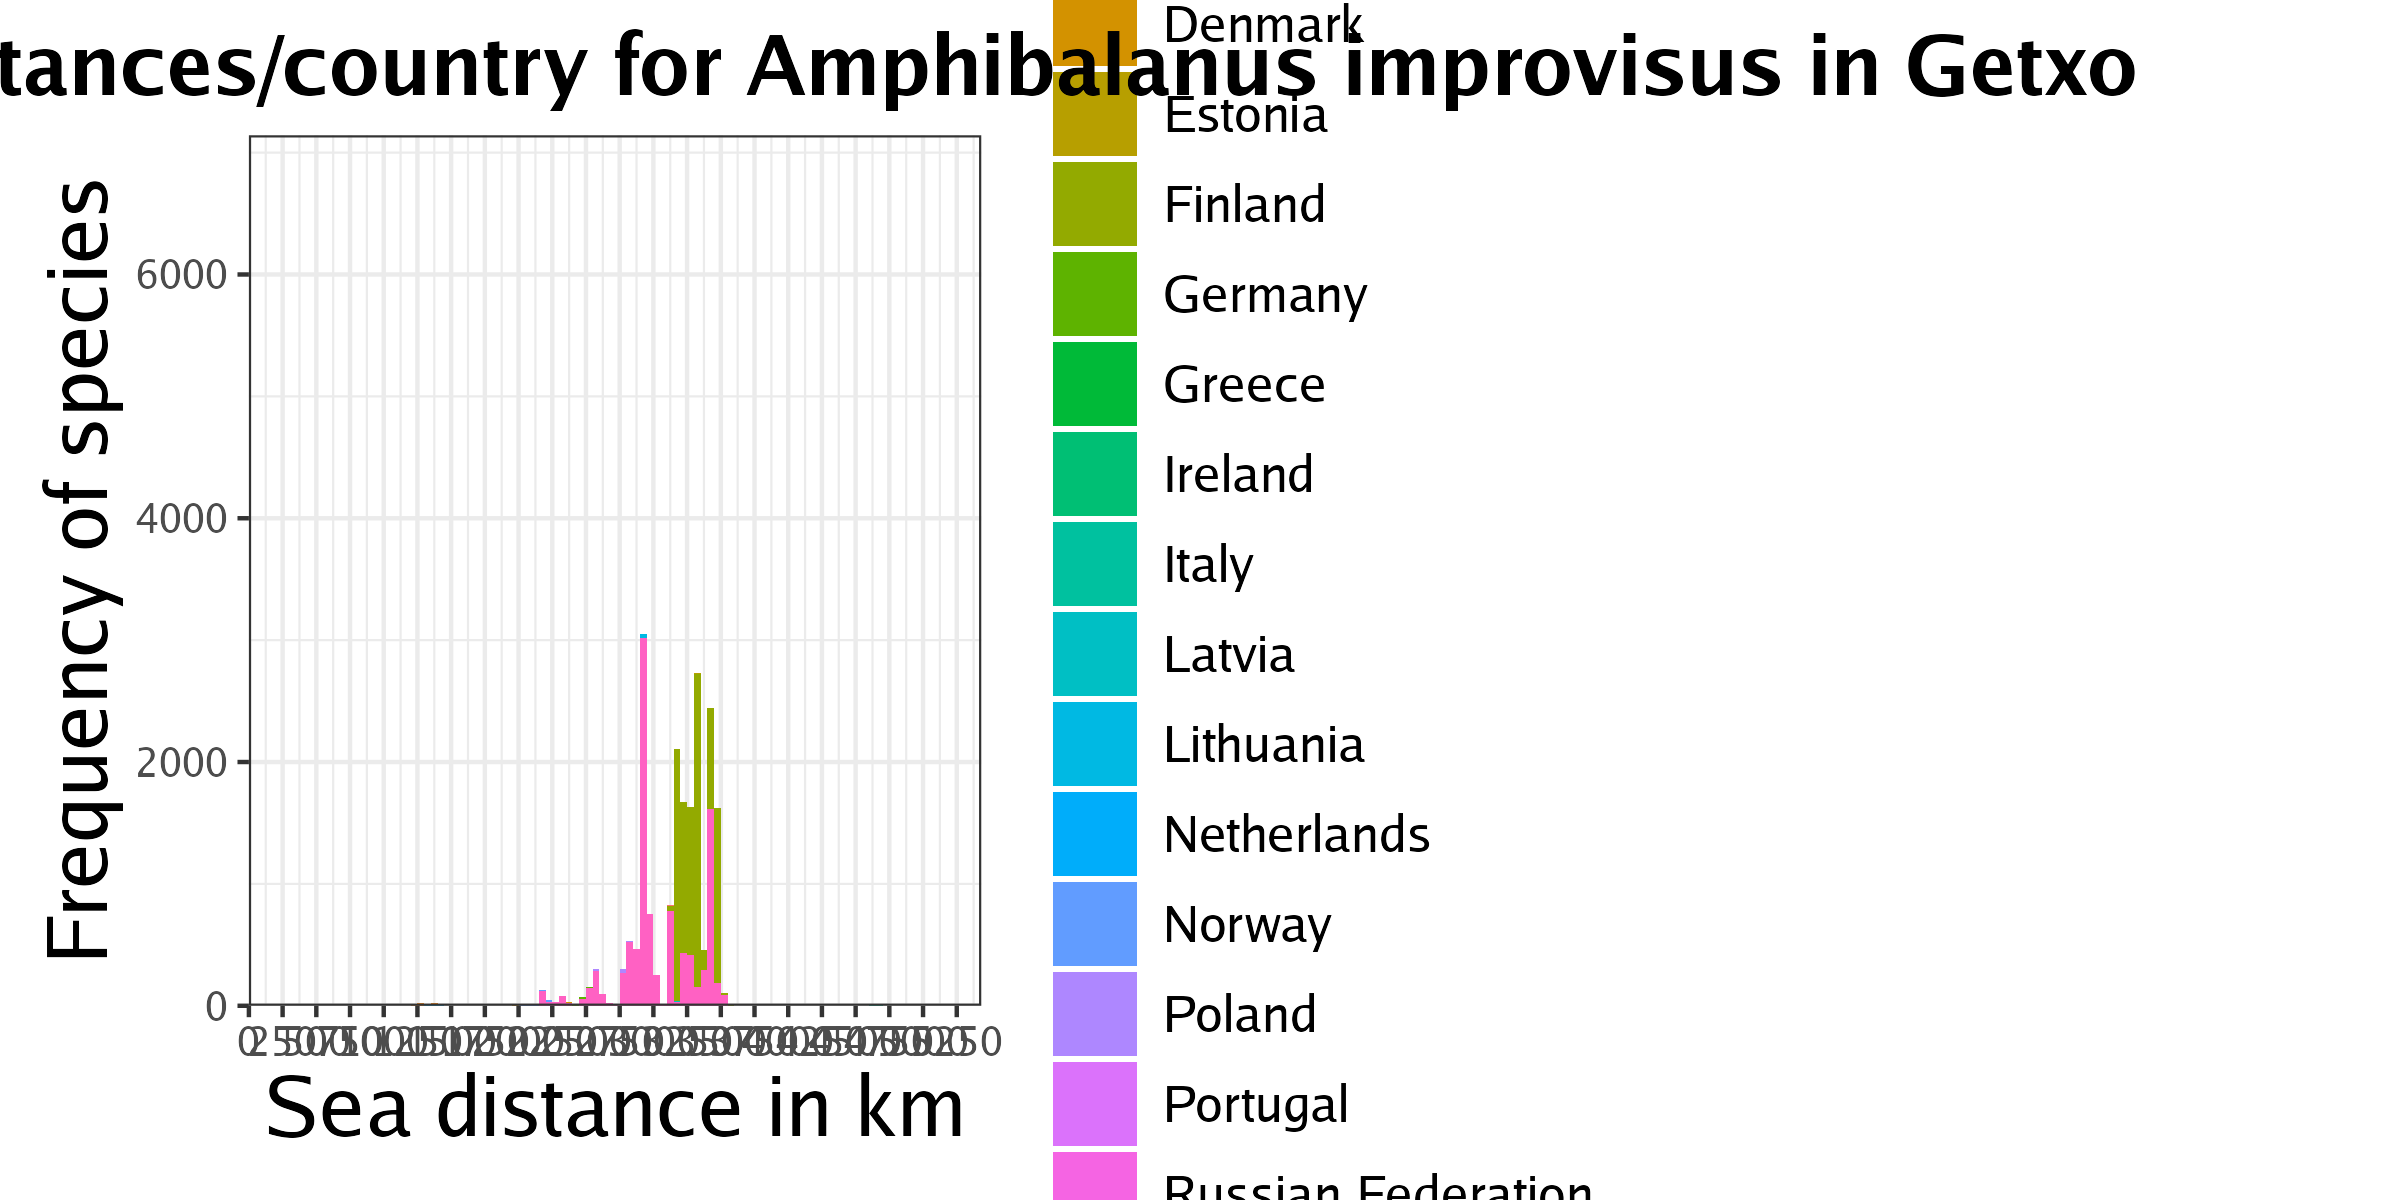 Denmark
tances/country for Amphibalanus improvisus in Getxo
Estonia
Finland
Germany
Greece
Ireland
Italy
Latvia
Lithuania
Netherlands
Norway
Poland
Portugal
Russian Federation
Frequency of species
6000
4000
2000
0
Sea distance in km